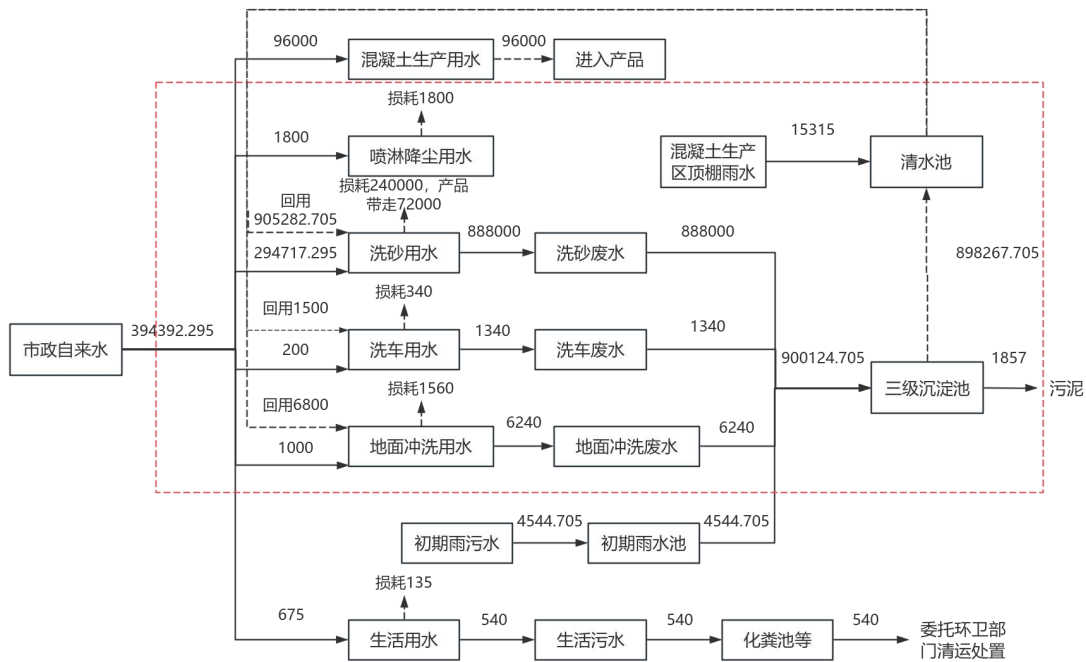 96000
混凝土生产用水
96000
进入产品
损耗1800
1800
喷淋降尘用水
混凝土生产
区顶棚雨水
15315
清水池
损耗240000，产品
带走72000
回用
905282.705
294717.295
洗砂用水
888000
洗砂废水
888000
898267.705
损耗340
回用1500
200
洗车用水
1340
洗车废水
1340
市政自来水
394392.295
900124.705
三级沉淀池
1857
污泥
损耗1560
回用6800
1000
地面冲洗用水
6240
地面冲洗废水
6240
初期雨污水
4544.705
初期雨水池
4544.705
损耗135
675
生活用水
540
生活污水
540
化粪池等
540
委托环卫部
门清运处置